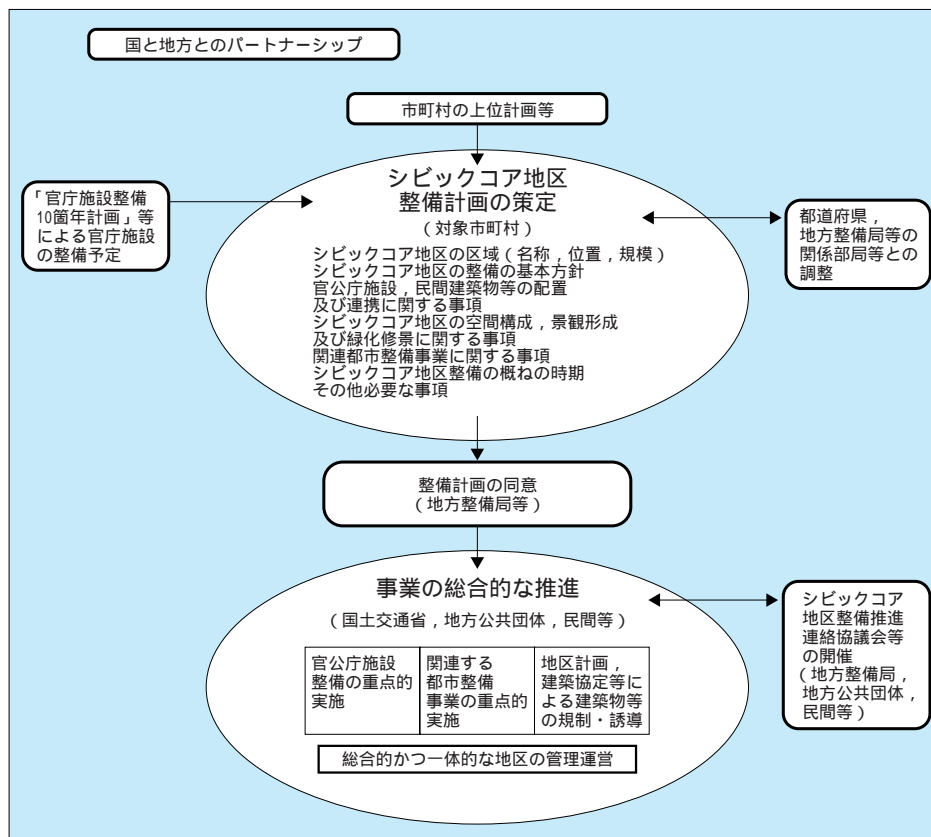 国と地方とのパートナーシップ
市町村の上位計画等
シビックコア地区
整備計画の策定
（対象市町村）
シビックコア地区の区域（名称，位置，規模）
シビックコア地区の整備の基本方針
官公庁施設，民間建築物等の配置
及び連携に関する事項
シビックコア地区の空間構成，景観形成
及び緑化修景に関する事項
関連都市整備事業に関する事項
シビックコア地区整備の概ねの時期
その他必要な事項
「官庁施設整備
10箇年計画」等
による官庁施設
の整備予定
都道府県，
地方整備局等の
関係部局等との
調整
整備計画の同意
（地方整備局等）
事業の総合的な推進
（国土交通省，地方公共団体，民間等）
官公庁施設
整備の重点的
実施
関連する
都市整備
事業の重点的
実施
地区計画，
建築協定等に
よる建築物等
の規制・誘導
総合的かつ一体的な地区の管理運営
シビックコア
地区整備推進
連絡協議会等
の開催
（地方整備局，
地方公共団体，
民間等）